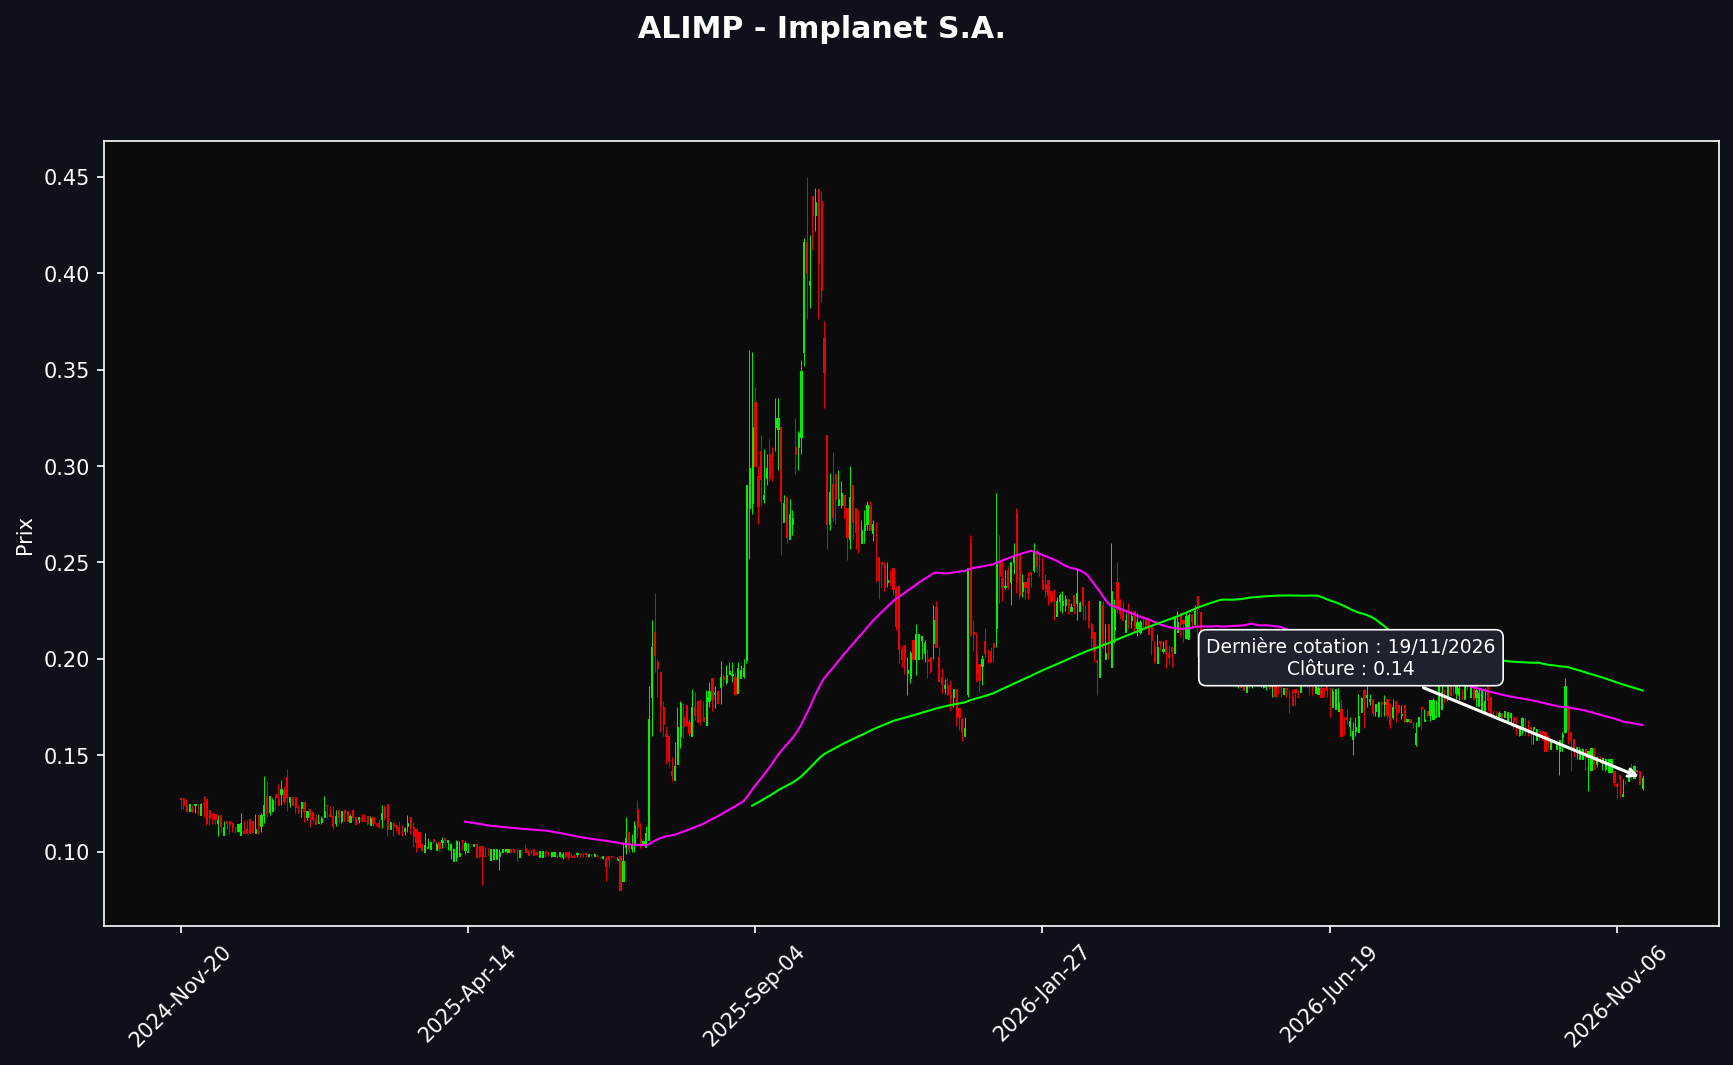 ALIMP - Implanet S.A.
Prix
0.45
0.40
0.35
0.30
0.25
0.20
0.15
0.10
Dernière cotation : 19/11/2026
Clôture : 0.14
2024-Nov-20
2025-Apr-14
2025-Sep-04
2026-Jan-27
2026-Jun-19
2026-Nov-06